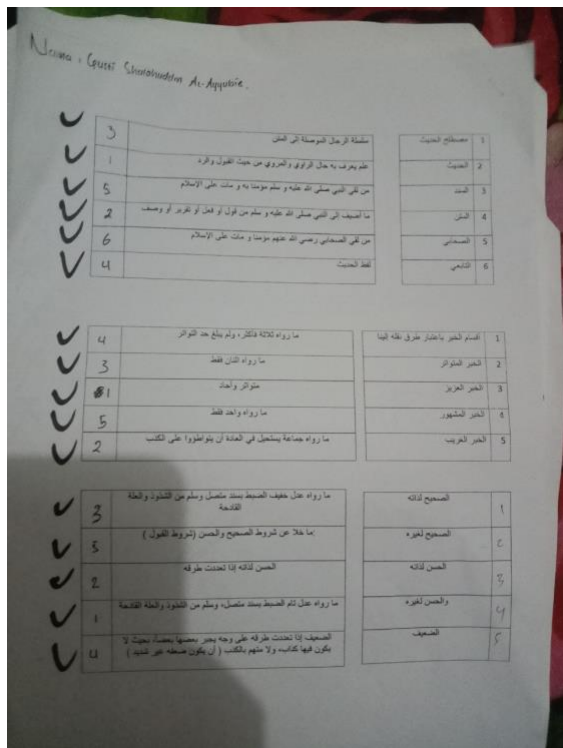 Nama : Gusti Shalahuddin Al-Ayyubie.
1 مصطلح الحديث
سلسلة الرجال الموصلة إلى المتن 3
2 الحديث
علم يعرف به حال الراوي والمروي من حيث القبول والرد 1
3 السند
من لقي النبي صلى الله عليه و سلم مؤمنا به و مات على الإسلام 5
4 المتن
ما أضيف إلى النبي صلى الله عليه و سلم من قول أو فعل أو تقرير أو وصف 2
5 الصحابي
من لقي الصحابي رضي الله عنهم مؤمنا و مات على الإسلام 6
6 التابعي
لفظ الحديث 4
1 أقسام الخبر باعتبار طرق نقله إلينا
ما رواه ثلاثة فأكثر، ولم يبلغ حد التواتر 4
2 الخبر المتواتر
ما رواه اثنان فقط 3
3 الخبر العزيز
متواتر وآحاد 1
4 الخبر المشهور
ما رواه واحد فقط 5
5 الخبر الغريب
ما رواه جماعة يستحيل في العادة أن يتواطؤوا على الكذب 2
1 الصحيح لذاته
ما رواه عدل خفيف الضبط بسند متصل وسلم من الشذوذ والعلة
القادحة 3
2 الصحيح لغيره
ما خلا عن شروط الصحيح والحسن (شروط القبول ) 5
3 الحسن لذاته
الحسن لذاته إذا تعددت طرقه 2
4 والحسن لغيره
ما رواه عدل تام الضبط بسند متصل، وسلم من الشذوذ والعلة القادحة 1
5 الضعيف
الضعيف إذا تعددت طرقه على وجه يجبر بعضها بعضا، بحيث لا
يكون فيها كذاب، ولا متهم بالكذب ( أن يكون ضعفه غير شديد ) 4